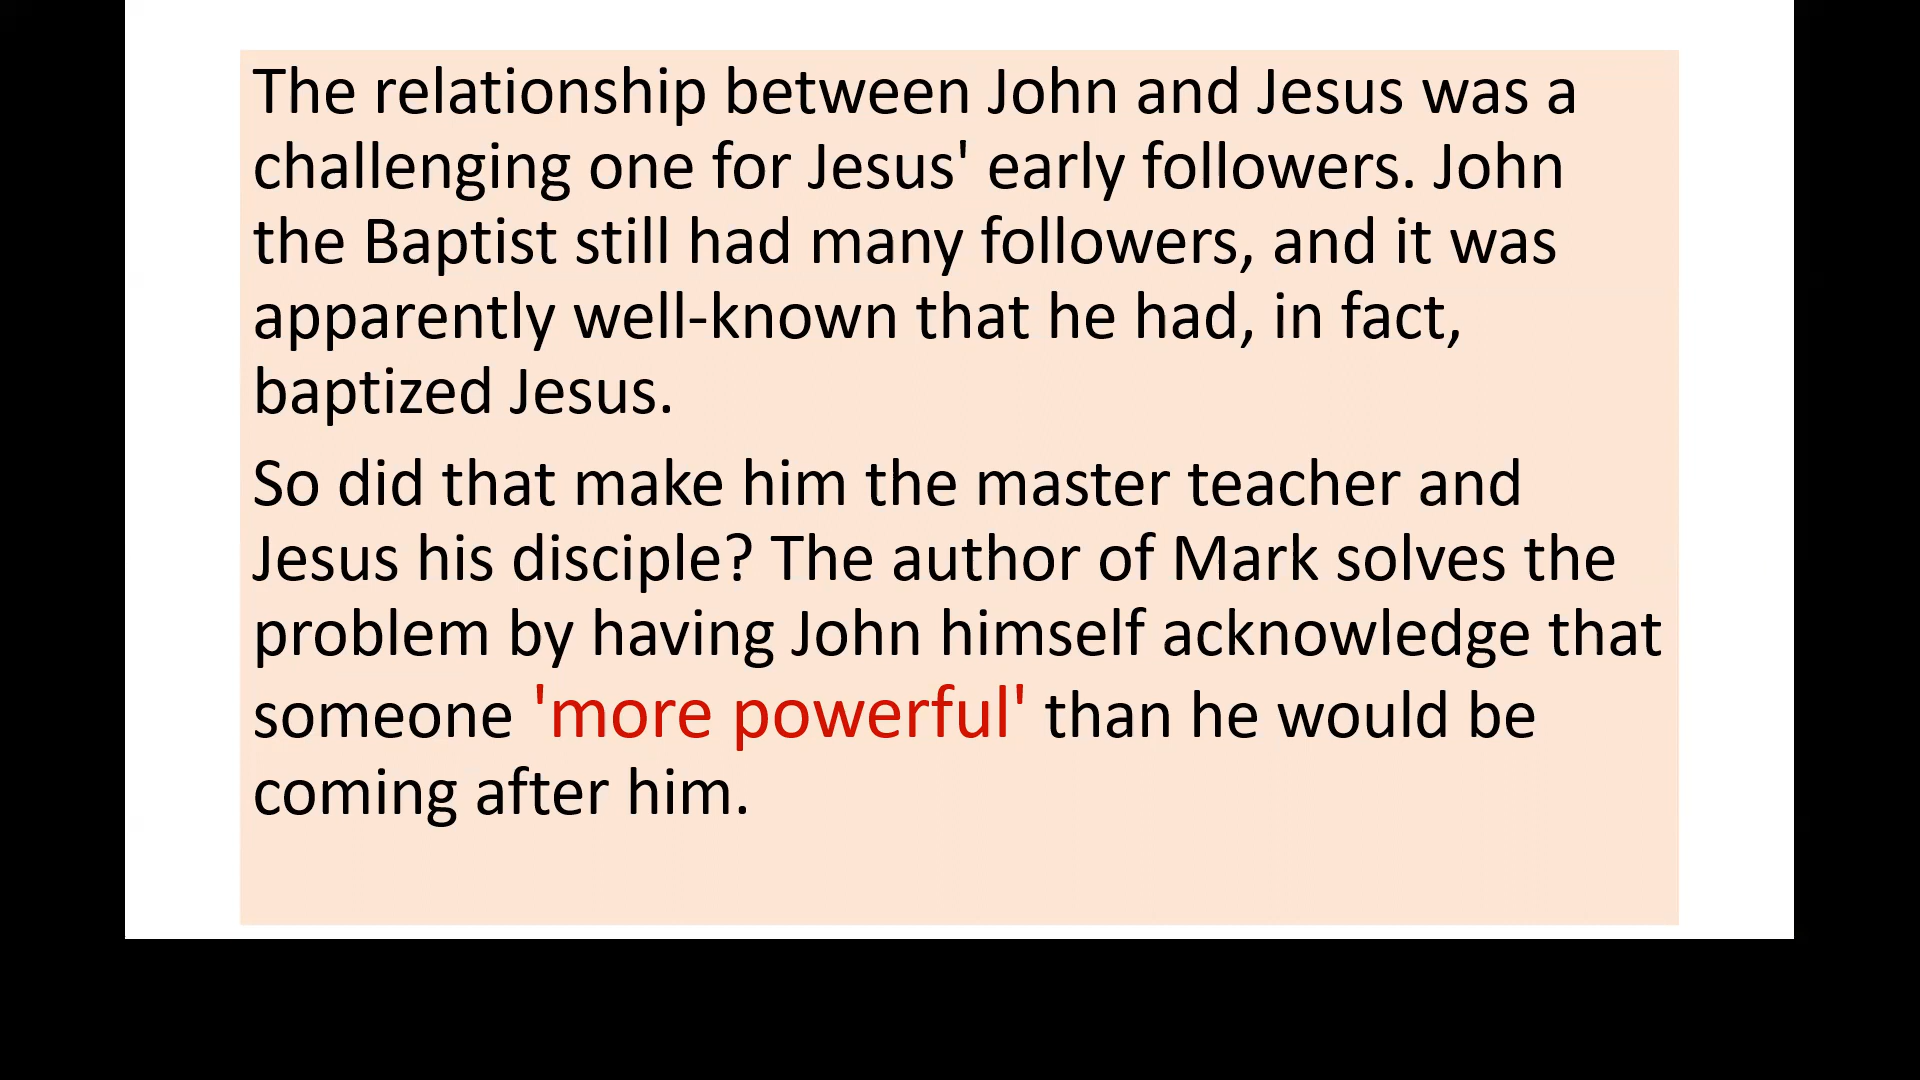 The relationship between John and Jesus was a
challenging one for Jesus' early followers. John
the Baptist still had many followers, and it was
apparently well-known that he had, in fact,
baptized Jesus.
So did that make him the master teacher and
Jesus his disciple? The author of Mark solves the
problem by having John himself acknowledge that
someone 'more powerful' than he would be
coming after him.